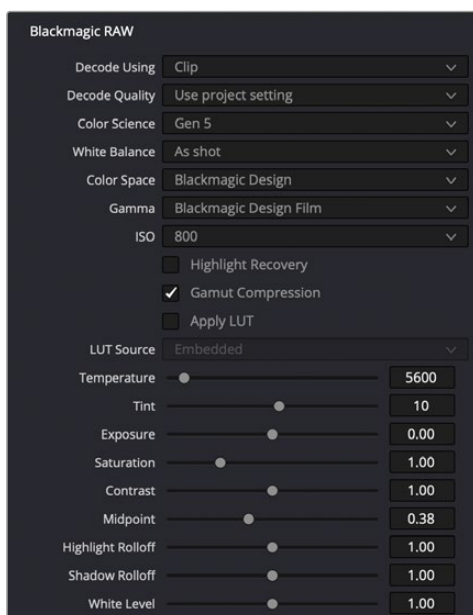 Blackmagic RAW
Decode Using Clip
Decode Quality Use project setting
Color Science Gen 5
White Balance As shot
Color Space Blackmagic Design
Gamma Blackmagic Design Film
ISO 800
Highlight Recovery
Gamut Compression
Apply LUT
LUT Source Embedded
Temperature 5600
Tint 10
Exposure 0.00
Saturation 1.00
Contrast 1.00
Midpoint 0.38
Highlight Rolloff 1.00
Shadow Rolloff 1.00
White Level 1.00